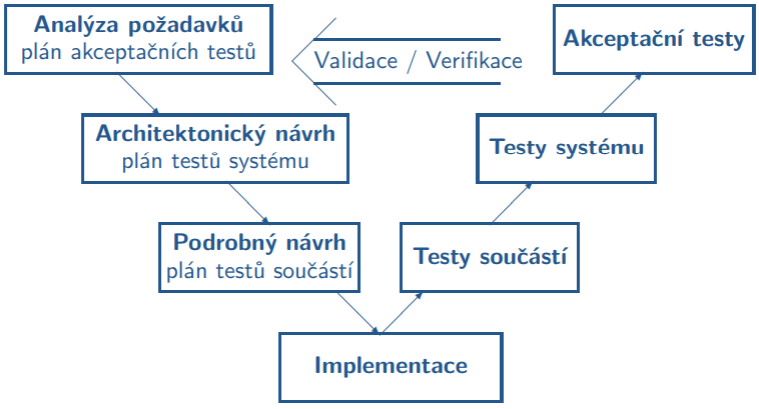 Analýza požadavků
plán akceptačních testů
Validace / Verifikace
Akceptační testy
Architektonický návrh
plán testů systému
Testy systému
Podrobný návrh
plán testů součástí
Testy součástí
Implementace